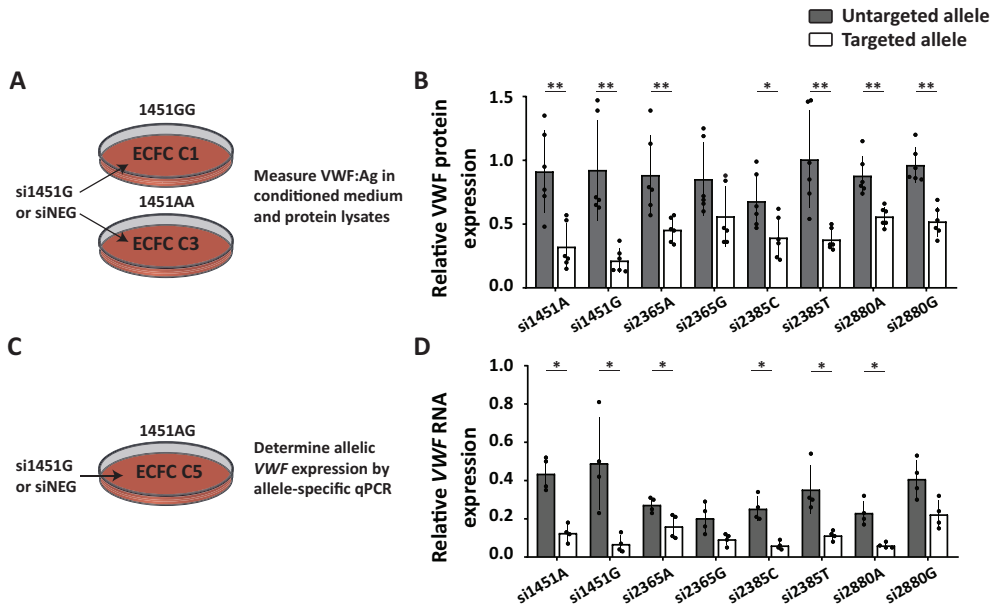 Untargeted allele
Targeted allele
A
1451GG
ECFC C1
si1451G
or siNEG
1451AA
ECFC C3
Measure VWF:Ag in
conditioned medium
and protein lysates
B
Relative VWF protein
expression
1.5
1.0
0.5
0.0
** ** ** * ** ** **
si1451A si1451G si2365A si2365G si2385C si2385T si2880A si2880G
C
1451AG
si1451G
or siNEG
ECFC C5
Determine allelic
VWF expression by
allele-specific qPCR
D
Relative VWF RNA
expression
1.0
0.8
0.6
0.4
0.2
0.0
* * * * * *
si1451A si1451G si2365A si2365G si2385C si2385T si2880A si2880G